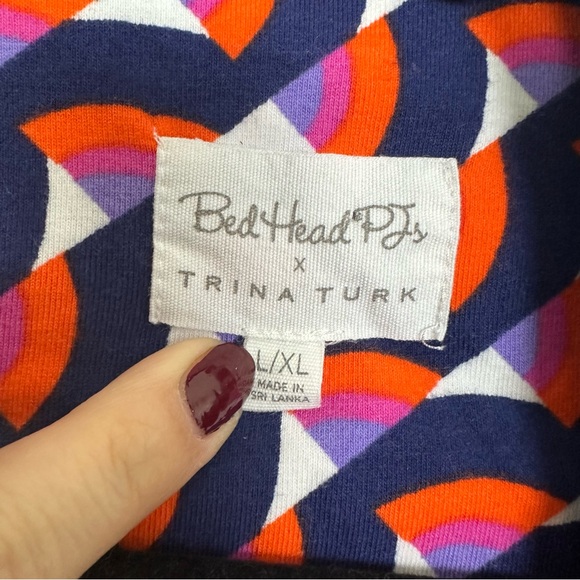 BedHead PJs
X
TRINA TURK
L/XL
MADE IN
SRI LANKA